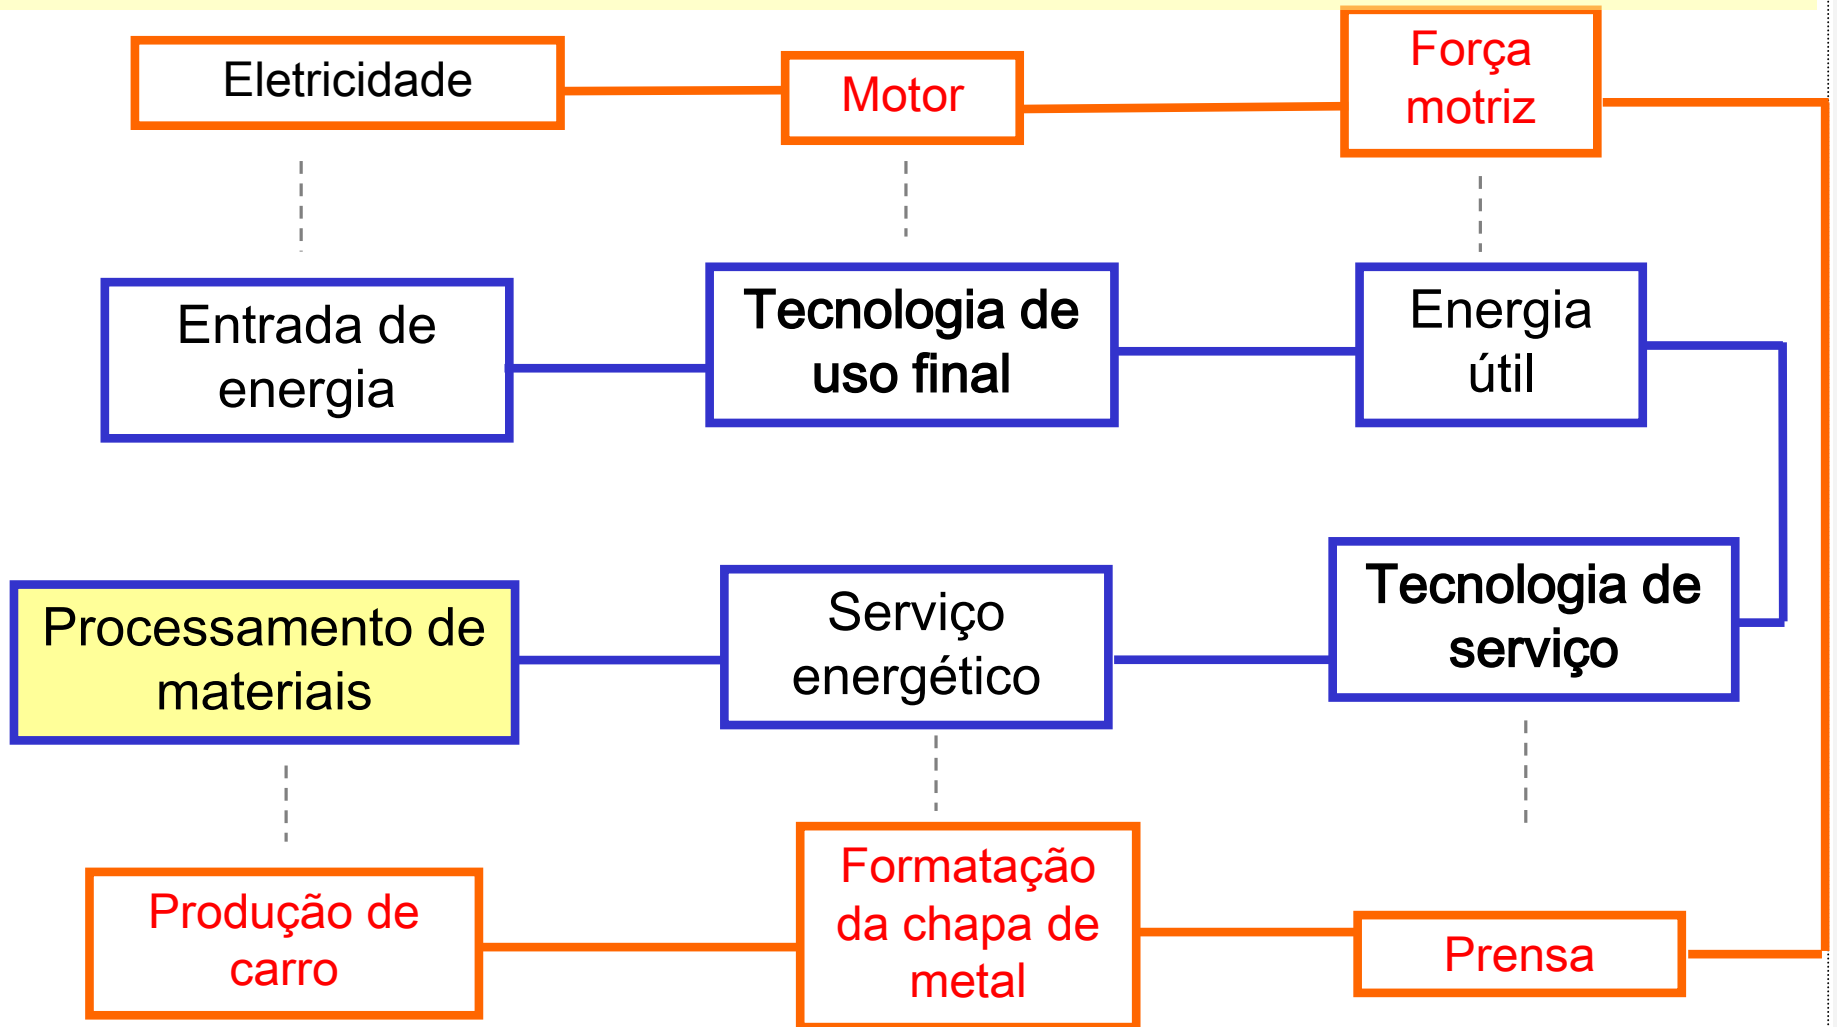 Eletricidade
Motor
Força
motriz
Entrada de
energia
Tecnologia de
uso final
Energia
útil
Processamento de
materiais
Serviço
energético
Tecnologia de
serviço
Produção de
carro
Formatação
da chapa de
metal
Prensa